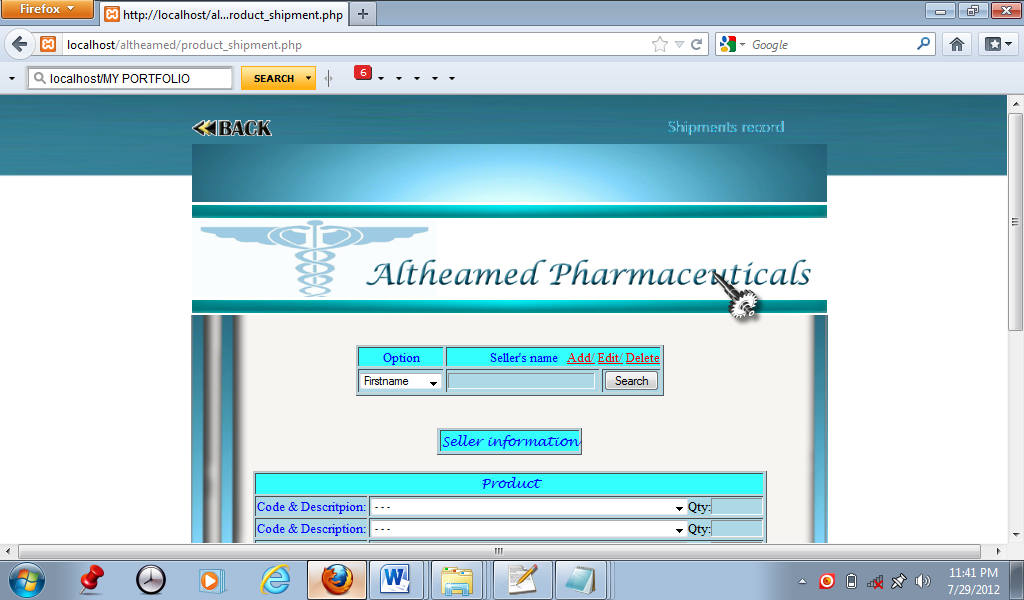 Firefox
http://localhost/al...roduct_shipment.php
localhost/altheamed/product_shipment.php
Google
localhost/MY PORTFOLIO
SEARCH
6
BACK
Shipments record
Altheamed Pharmaceuticals
Option Seller's name Add/ Edit/ Delete
Firstname Search
Seller information
Product
Code & Descritpion: --- Qty:
Code & Description: --- Qty:
11:41 PM
7/29/2012